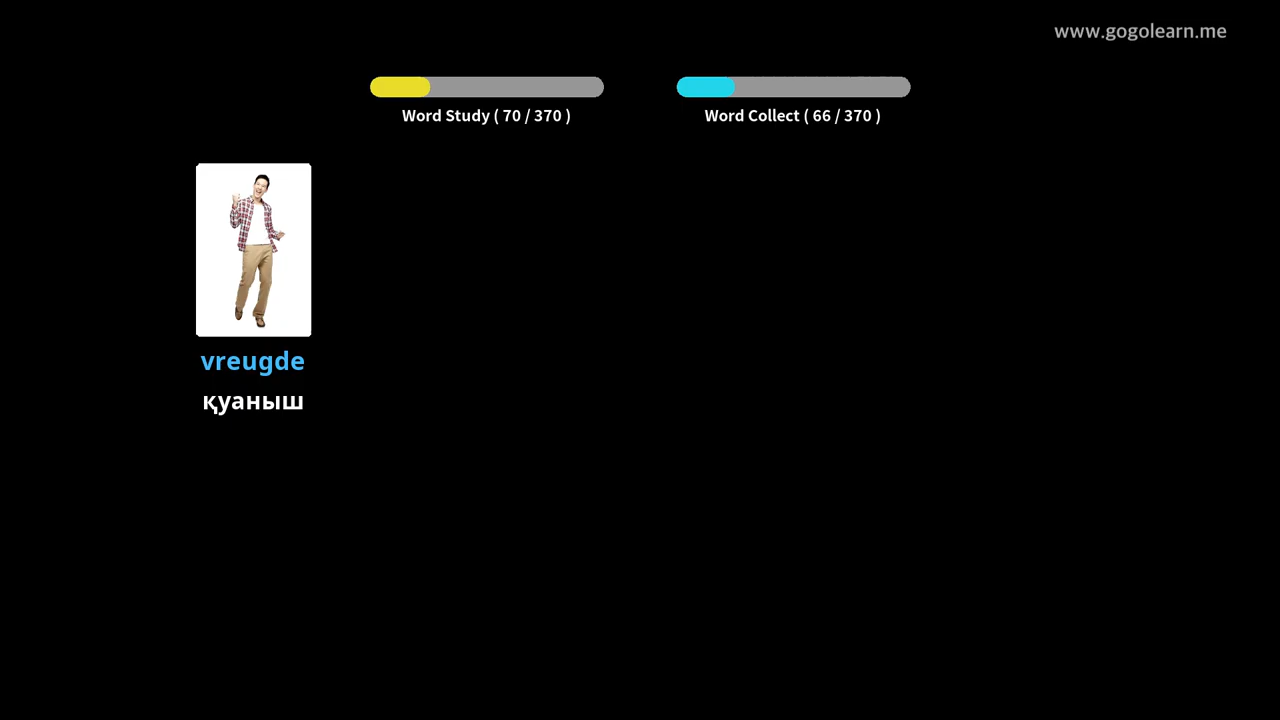 www.gogolearn.me
Word Study ( 70 / 370 )
Word Collect ( 66 / 370 )
vreugde
қуаныш